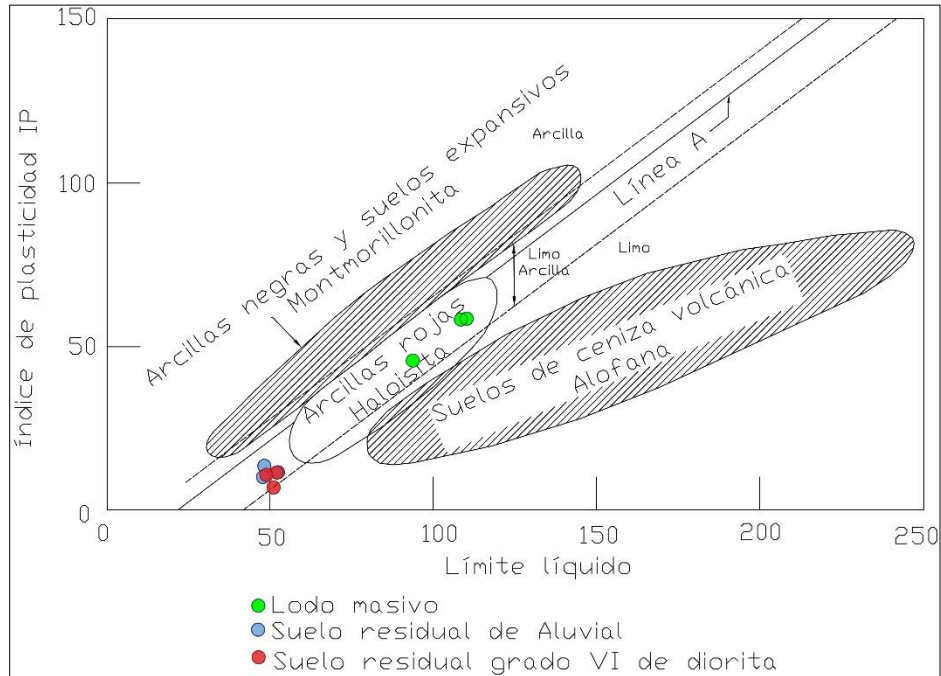 150
100
50
0
Índice de plasticidad IP
Arcillas negras y suelos expansivos
Montmorillonita
Arcilla
Línea A
Limo
Arcilla
Limo
Arcillas rojas
Haloisita
Suelos de ceniza volcánica
Alofana
0
50
100
150
200
250
Límite líquido
Lodo masivo
Suelo residual de Aluvial
Suelo residual grado VI de diorita